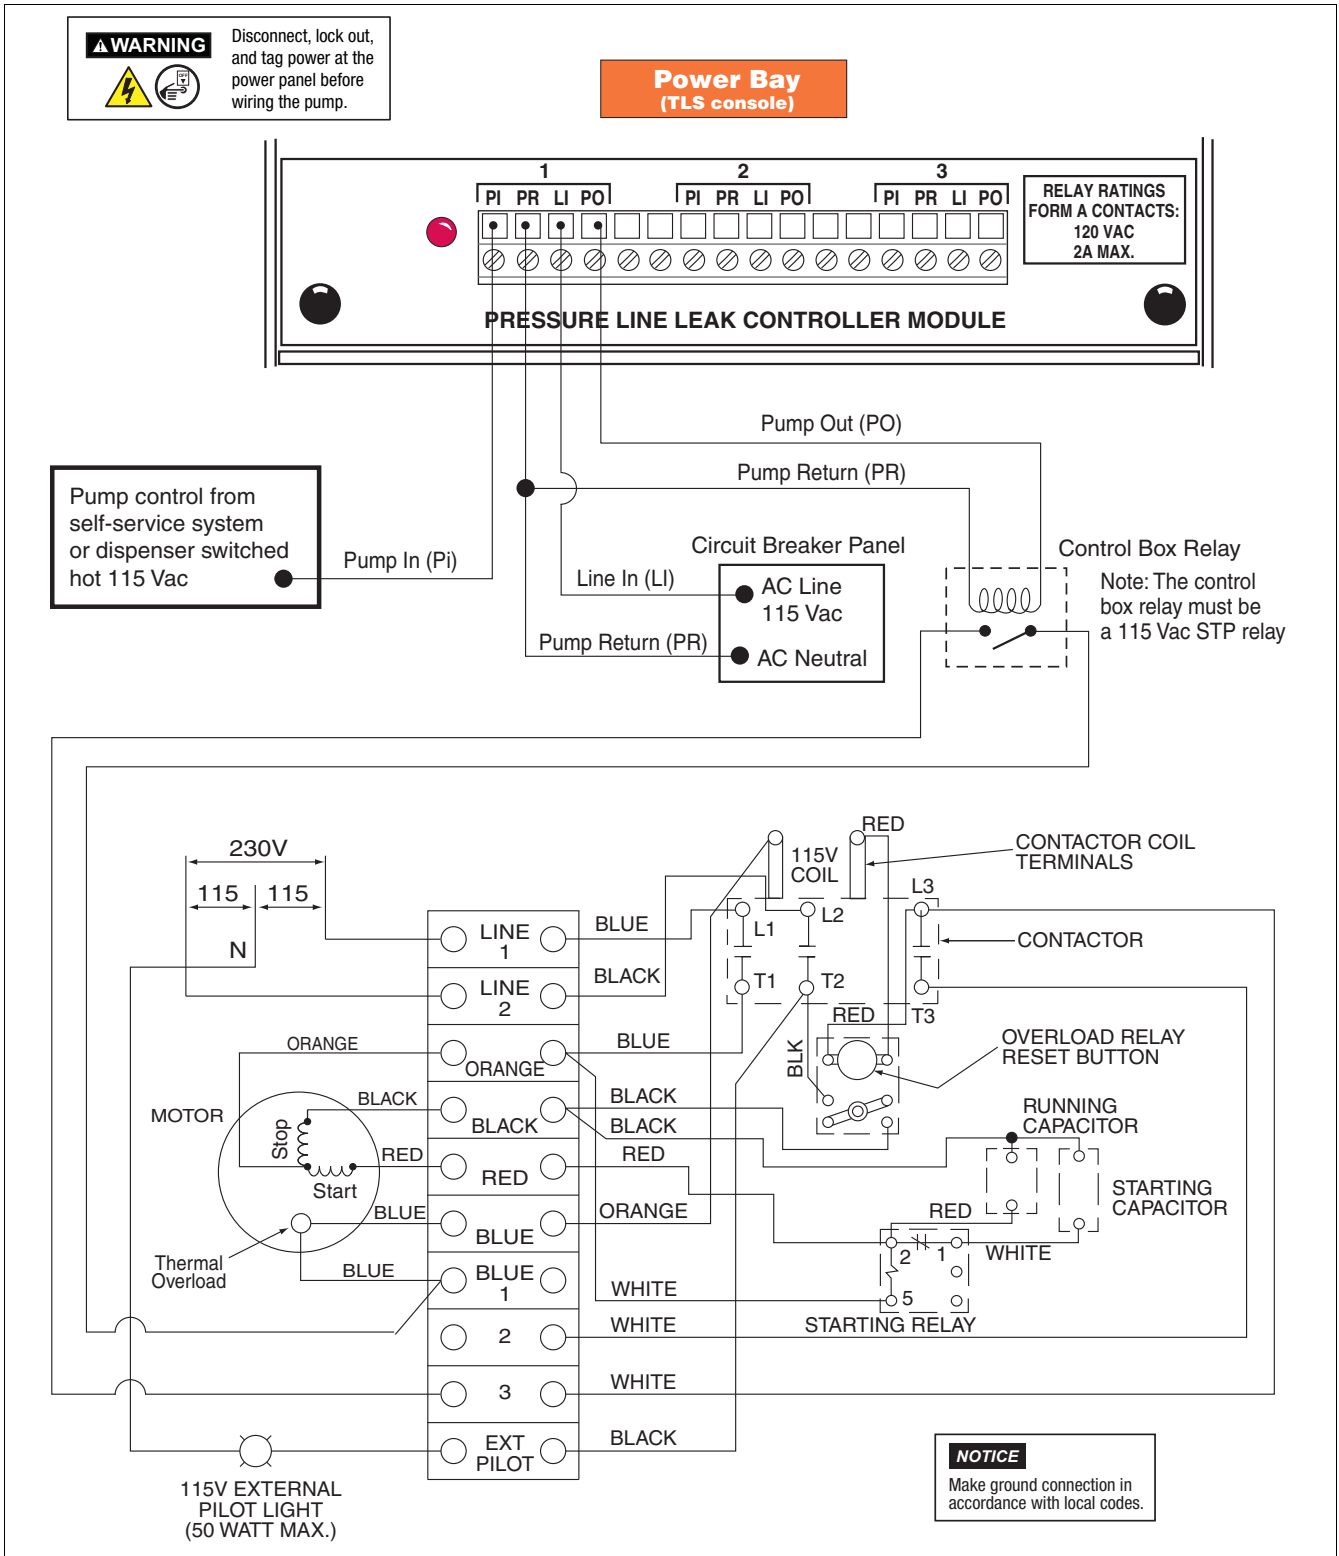 WARNING
Disconnect, lock out,
and tag power at the
power panel before
wiring the pump.
OFF
Power Bay
(TLS console)
1
2
3
PI PR LI PO
PI PR LI PO
PI PR LI PO
RELAY RATINGS
FORM A CONTACTS:
120 VAC
2A MAX.
PRESSURE LINE LEAK CONTROLLER MODULE
Pump Out (PO)
Pump Return (PR)
Pump control from
self-service system
or dispenser switched
hot 115 Vac
Pump In (Pi)
Line In (LI)
Pump Return (PR)
Circuit Breaker Panel
AC Line
115 Vac
AC Neutral
Control Box Relay
Note: The control
box relay must be
a 115 Vac STP relay
230V
115
115
N
115V
COIL
RED
CONTACTOR COIL
TERMINALS
L1
L2
L3
CONTACTOR
T1
T2
T3
RED
BLK
OVERLOAD RELAY
RESET BUTTON
LINE
1
BLUE
LINE
2
BLACK
ORANGE
ORANGE
BLUE
MOTOR
BLACK
BLACK
BLACK
BLACK
Stop
Start
RED
RED
RED
RUNNING
CAPACITOR
STARTING
CAPACITOR
BLUE
BLUE
ORANGE
Thermal
Overload
BLUE
BLUE
1
WHITE
RED
WHITE
2
1
5
STARTING RELAY
2
WHITE
3
WHITE
EXT
PILOT
BLACK
115V EXTERNAL
PILOT LIGHT
(50 WATT MAX.)
NOTICE
Make ground connection in
accordance with local codes.